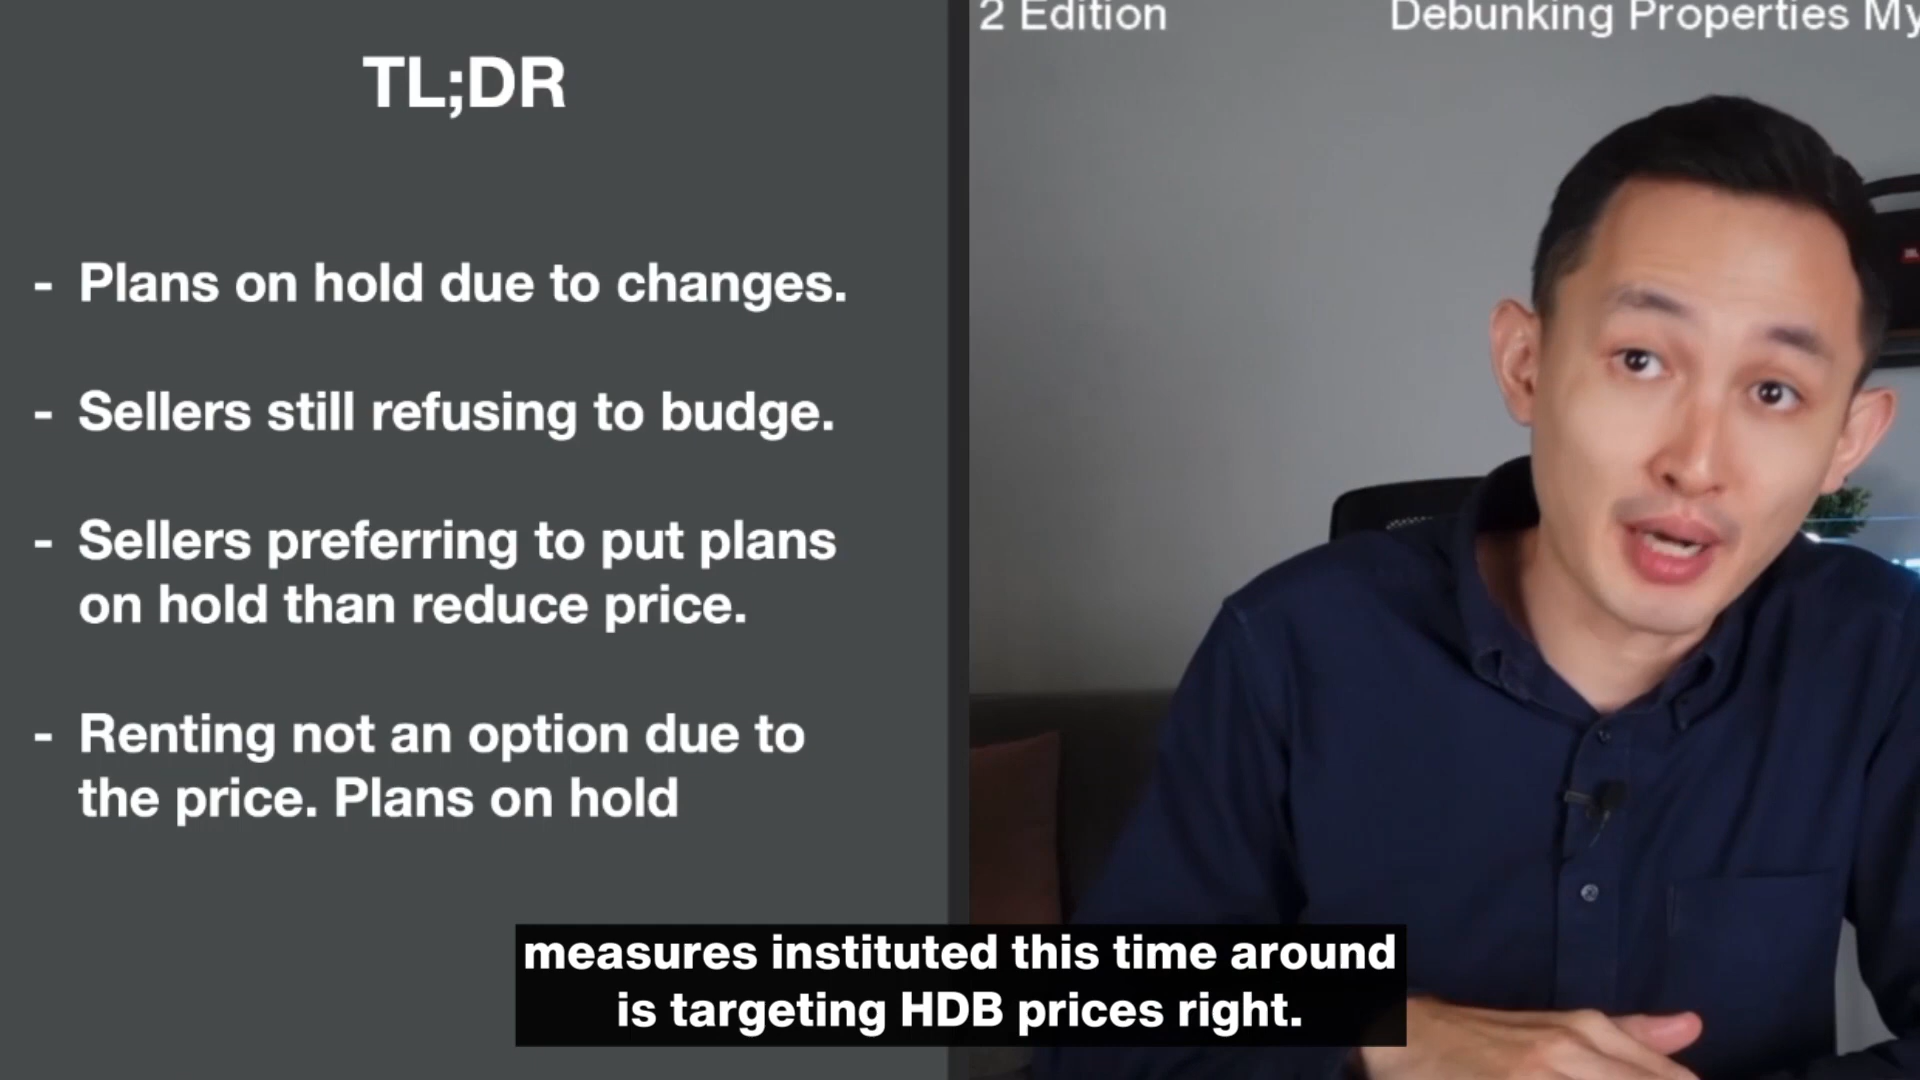 2 Edition
Debunking Properties My
TL;DR
- Plans on hold due to changes.
- Sellers still refusing to budge.
- Sellers preferring to put plans
on hold than reduce price.
- Renting not an option due to
the price. Plans on hold
measures instituted this time around
is targeting HDB prices right.